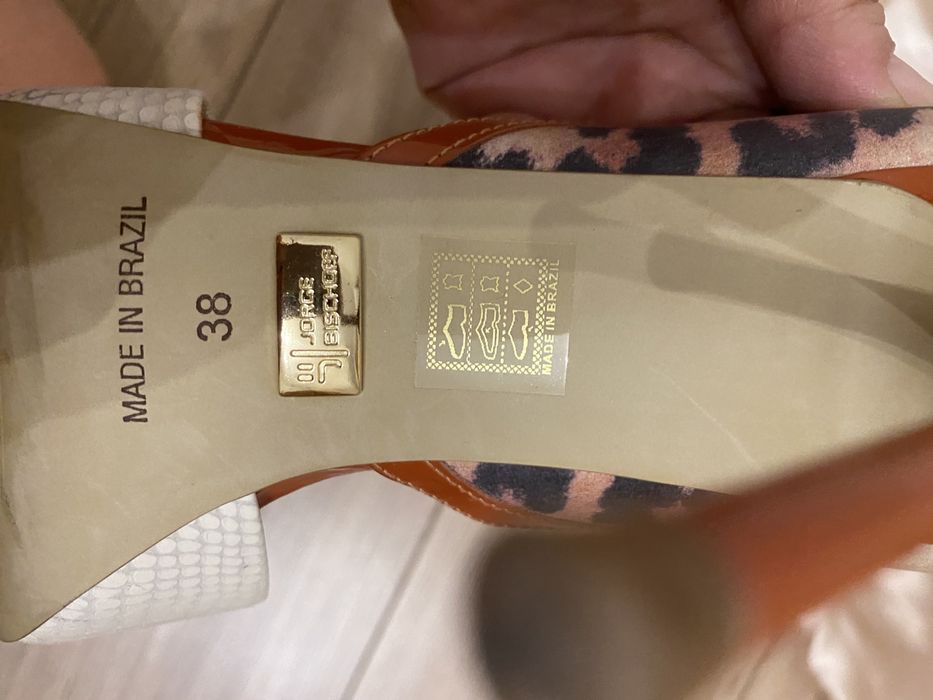 MADE IN BRAZIL
38
JORGE
BISCHOFF
MADE IN BRAZIL